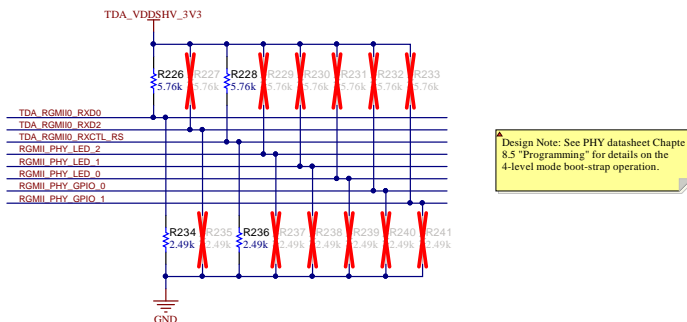 TDA_VDDSHV_3V3
R226 R227 R228 R229 R230 R231 R232 R233
5.76k 5.76k 5.76k 5.76k 5.76k 5.76k 5.76k 5.76k
TDA_RGMII0_RXD0
TDA_RGMII0_RXD2
TDA_RGMII0_RXCTL_RS
RGMII_PHY_LED_2
RGMII_PHY_LED_1
RGMII_PHY_LED_0
RGMII_PHY_GPIO_0
RGMII_PHY_GPIO_1
Design Note: See PHY datasheet Chapte
8.5 "Programming" for details on the
4-level mode boot-strap operation.
R234 R235 R236 R237 R238 R239 R240 R241
2.49k 2.49k 2.49k 2.49k 2.49k 2.49k 2.49k 2.49k
GND